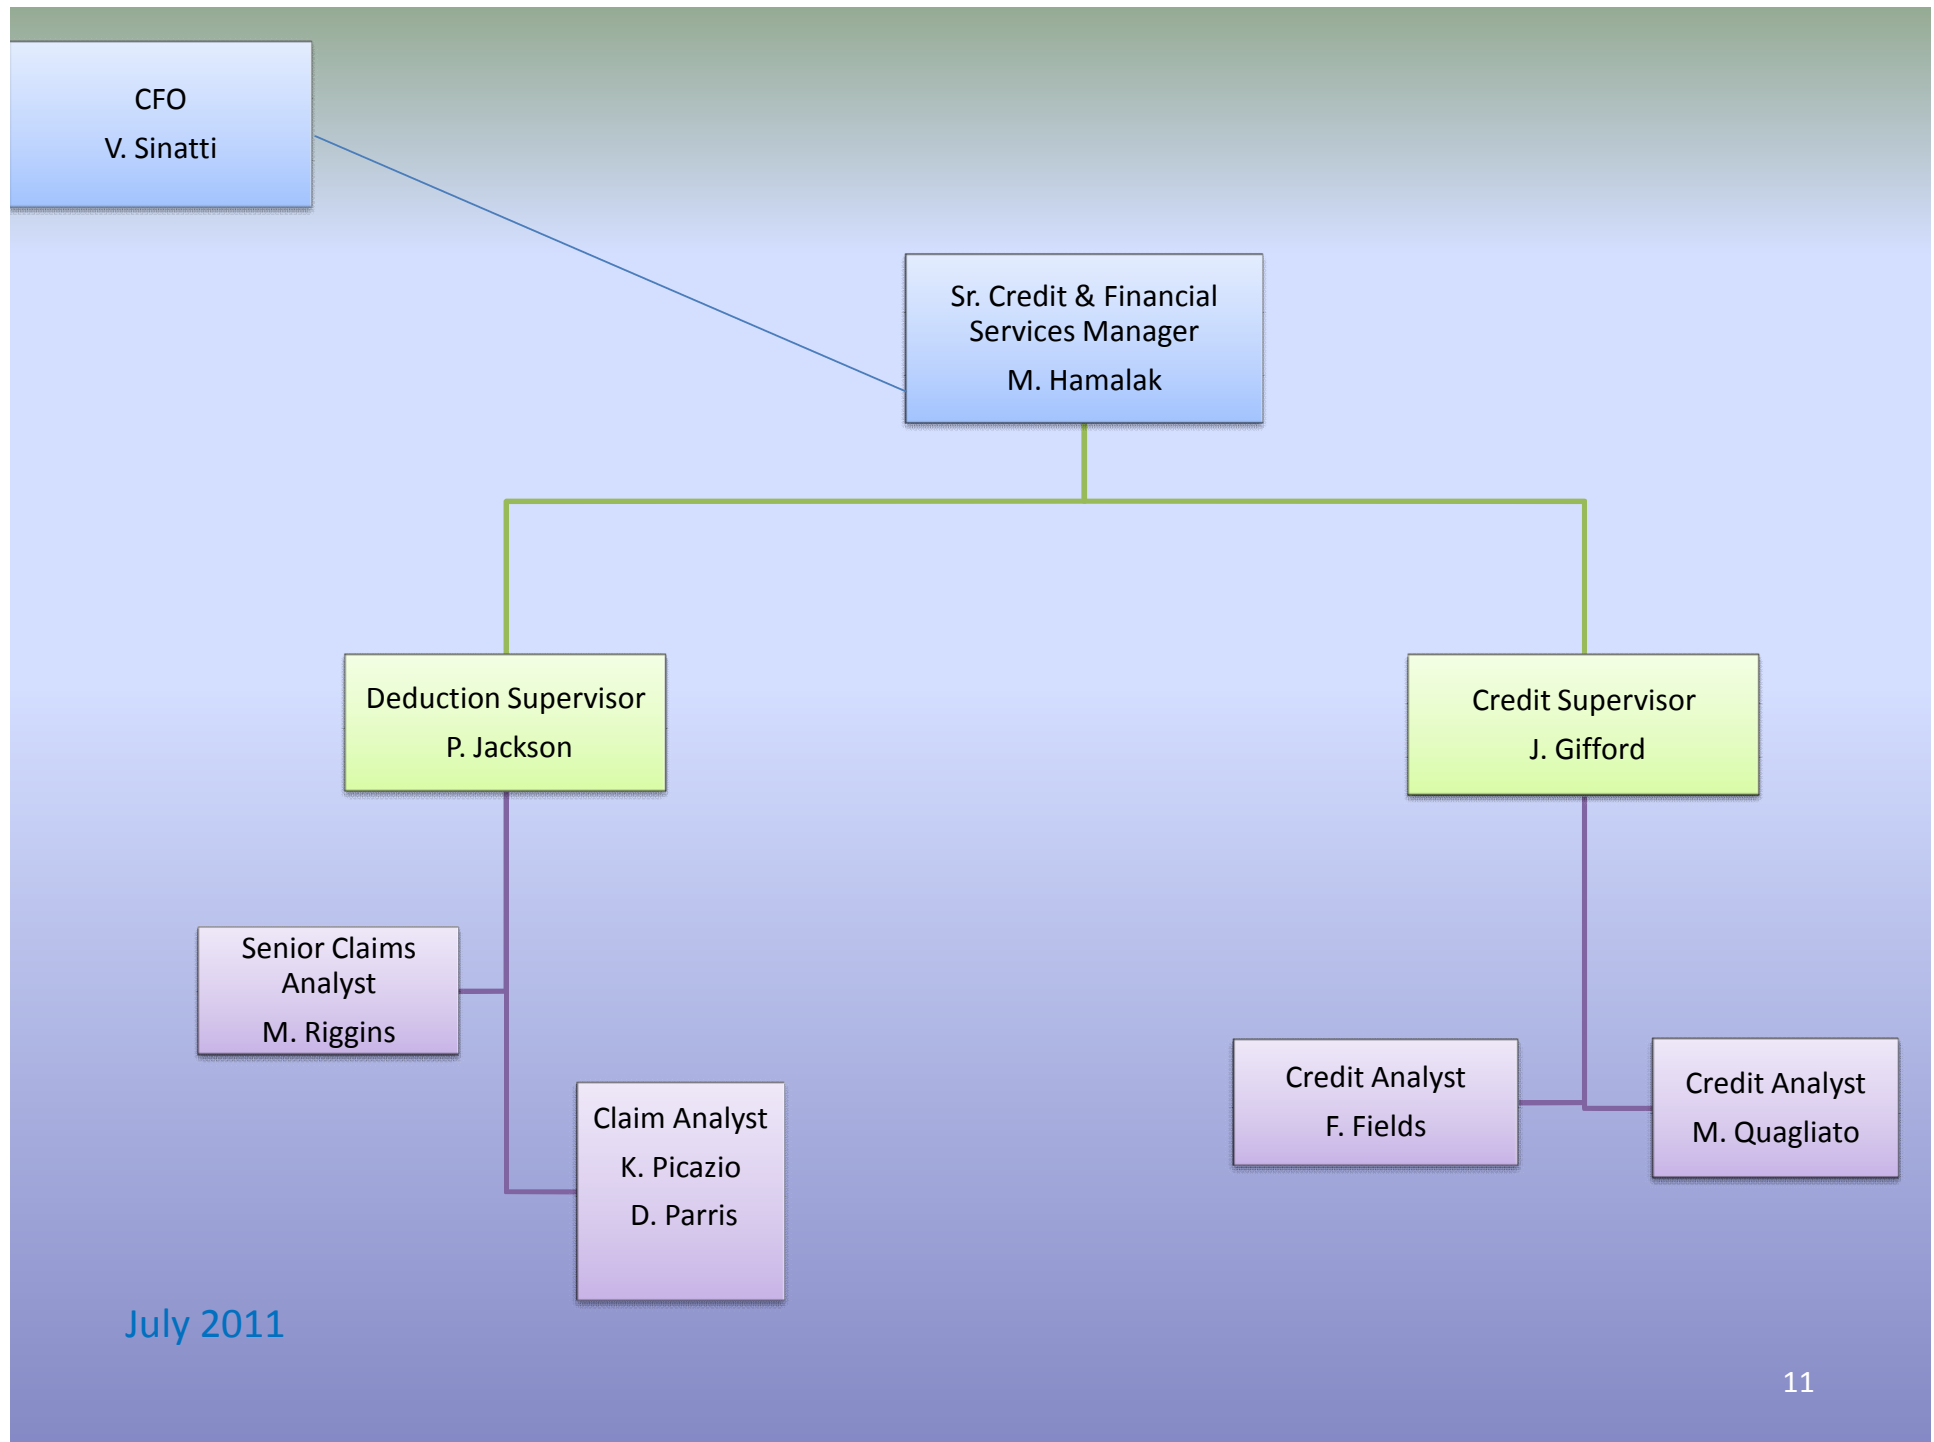 CFO
V. Sinatti
Sr. Credit & Financial
Services Manager
M. Hamalak
Deduction Supervisor
P. Jackson
Credit Supervisor
J. Gifford
Senior Claims
Analyst
M. Riggins
Claim Analyst
K. Picazio
D. Parris
Credit Analyst
F. Fields
Credit Analyst
M. Quagliato
July 2011
11